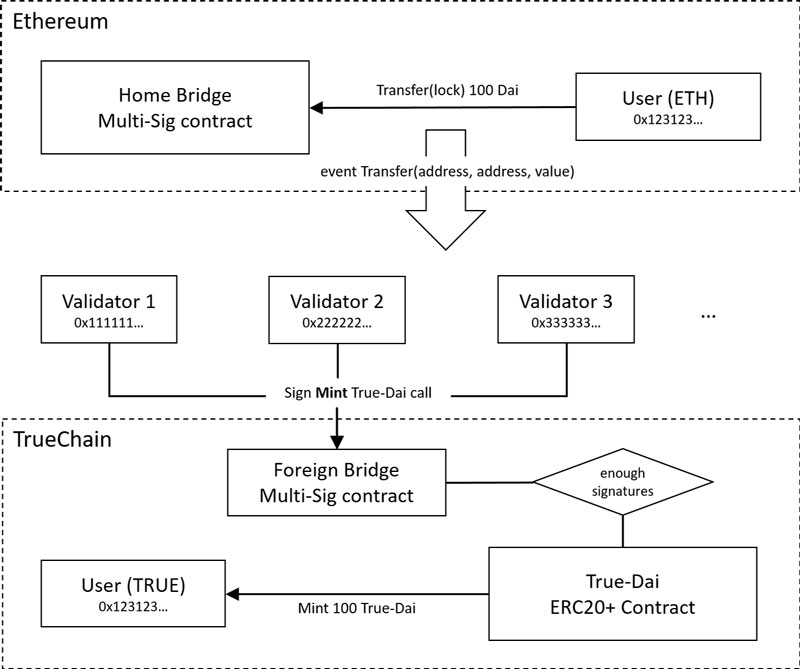 Ethereum
Home Bridge
Multi-Sig contract
Transfer(lock) 100 Dai
User (ETH)
0x123123...
event Transfer(address, address, value)
Validator 1
0x111111...
Validator 2
0x222222...
Validator 3
0x333333...
...
Sign Mint True-Dai call
TrueChain
Foreign Bridge
Multi-Sig contract
enough
signatures
User (TRUE)
0x123123...
Mint 100 True-Dai
True-Dai
ERC20+ Contract